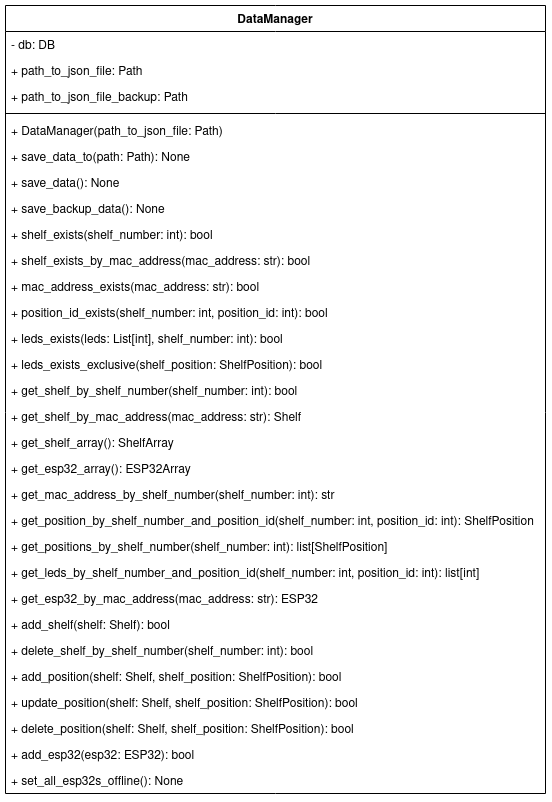 DataManager
- db: DB
+ path_to_json_file: Path
+ path_to_json_file_backup: Path
+ DataManager(path_to_json_file: Path)
+ save_data_to(path: Path): None
+ save_data(): None
+ save_backup_data(): None
+ shelf_exists(shelf_number: int): bool
+ shelf_exists_by_mac_address(mac_address: str): bool
+ mac_address_exists(mac_address: str): bool
+ position_id_exists(shelf_number: int, position_id: int): bool
+ leds_exists(leds: List[int], shelf_number: int): bool
+ leds_exists_exclusive(shelf_position: ShelfPosition): bool
+ get_shelf_by_shelf_number(shelf_number: int): bool
+ get_shelf_by_mac_address(mac_address: str): Shelf
+ get_shelf_array(): ShelfArray
+ get_esp32_array(): ESP32Array
+ get_mac_address_by_shelf_number(shelf_number: int): str
+ get_position_by_shelf_number_and_position_id(shelf_number: int, position_id: int): ShelfPosition
+ get_positions_by_shelf_number(shelf_number: int): list[ShelfPosition]
+ get_leds_by_shelf_number_and_position_id(shelf_number: int, position_id: int): list[int]
+ get_esp32_by_mac_address(mac_address: str): ESP32
+ add_shelf(shelf: Shelf): bool
+ delete_shelf_by_shelf_number(shelf_number: int): bool
+ add_position(shelf: Shelf, shelf_position: ShelfPosition): bool
+ update_position(shelf: Shelf, shelf_position: ShelfPosition): bool
+ delete_position(shelf: Shelf, shelf_position: ShelfPosition): bool
+ add_esp32(esp32: ESP32): bool
+ set_all_esp32s_offline(): None